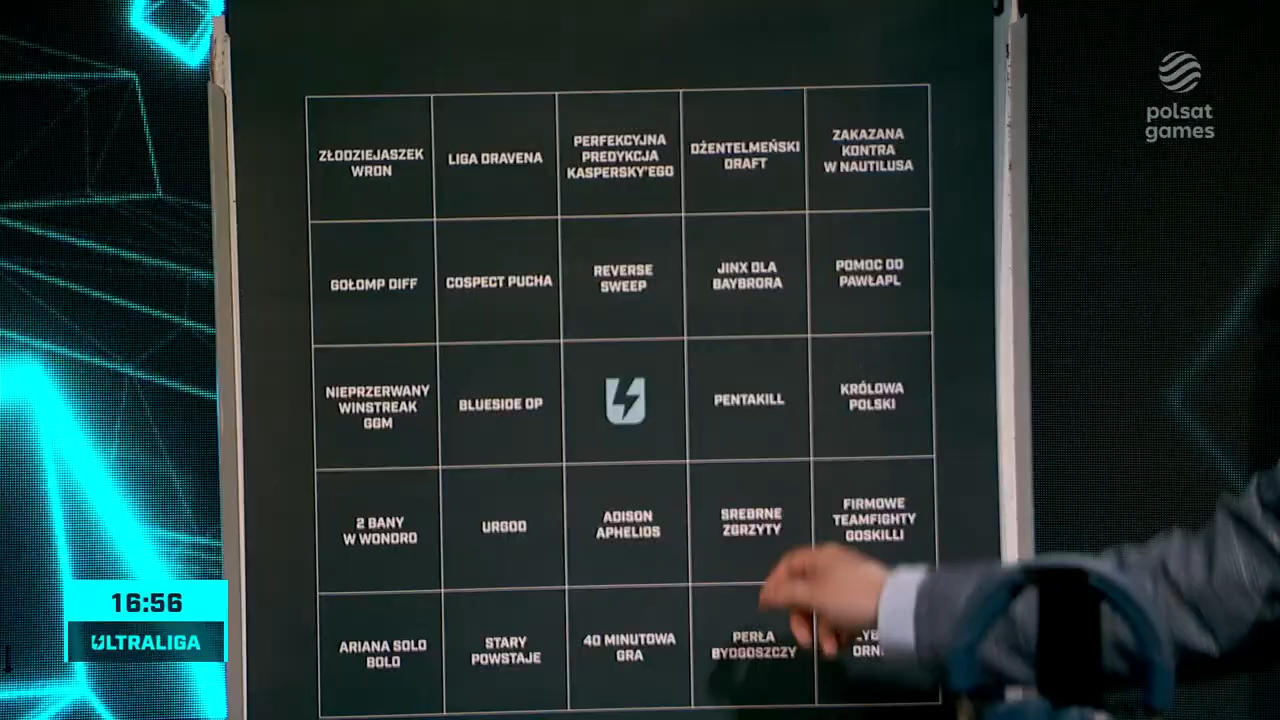 polsat
games
ZŁODZIEJASZEK
WRON
LIGA DRAVENA
PERFEKCYJNA
PREDYKCJA
KASPERSKY'EGO
DŻENTELMEŃSKI
DRAFT
ZAKAZANA
KONTRA
W NAUTILUSA
GOŁOMP DIFF
COSPECT PUCHA
REVERSE
SWEEP
JINX DLA
BAYBRORA
POMOC DO
PAWŁAPL
NIEPRZERWANY
WINSTREAK
GGM
BLUESIDE OP
PENTAKILL
KRÓLOWA
POLSKI
2 BANY
W WONDRO
URGOD
ADISON
APHELIOS
SREBRNE
ZGRZYTY
FIRMOWE
TEAMFIGHTY
GOSKILLI
ARIANA SOLO
BOLO
STARY
POWSTAJE
40 MINUTOWA
GRA
PERŁA
BYDGOSZCZY
16:56
ULTRALIGA